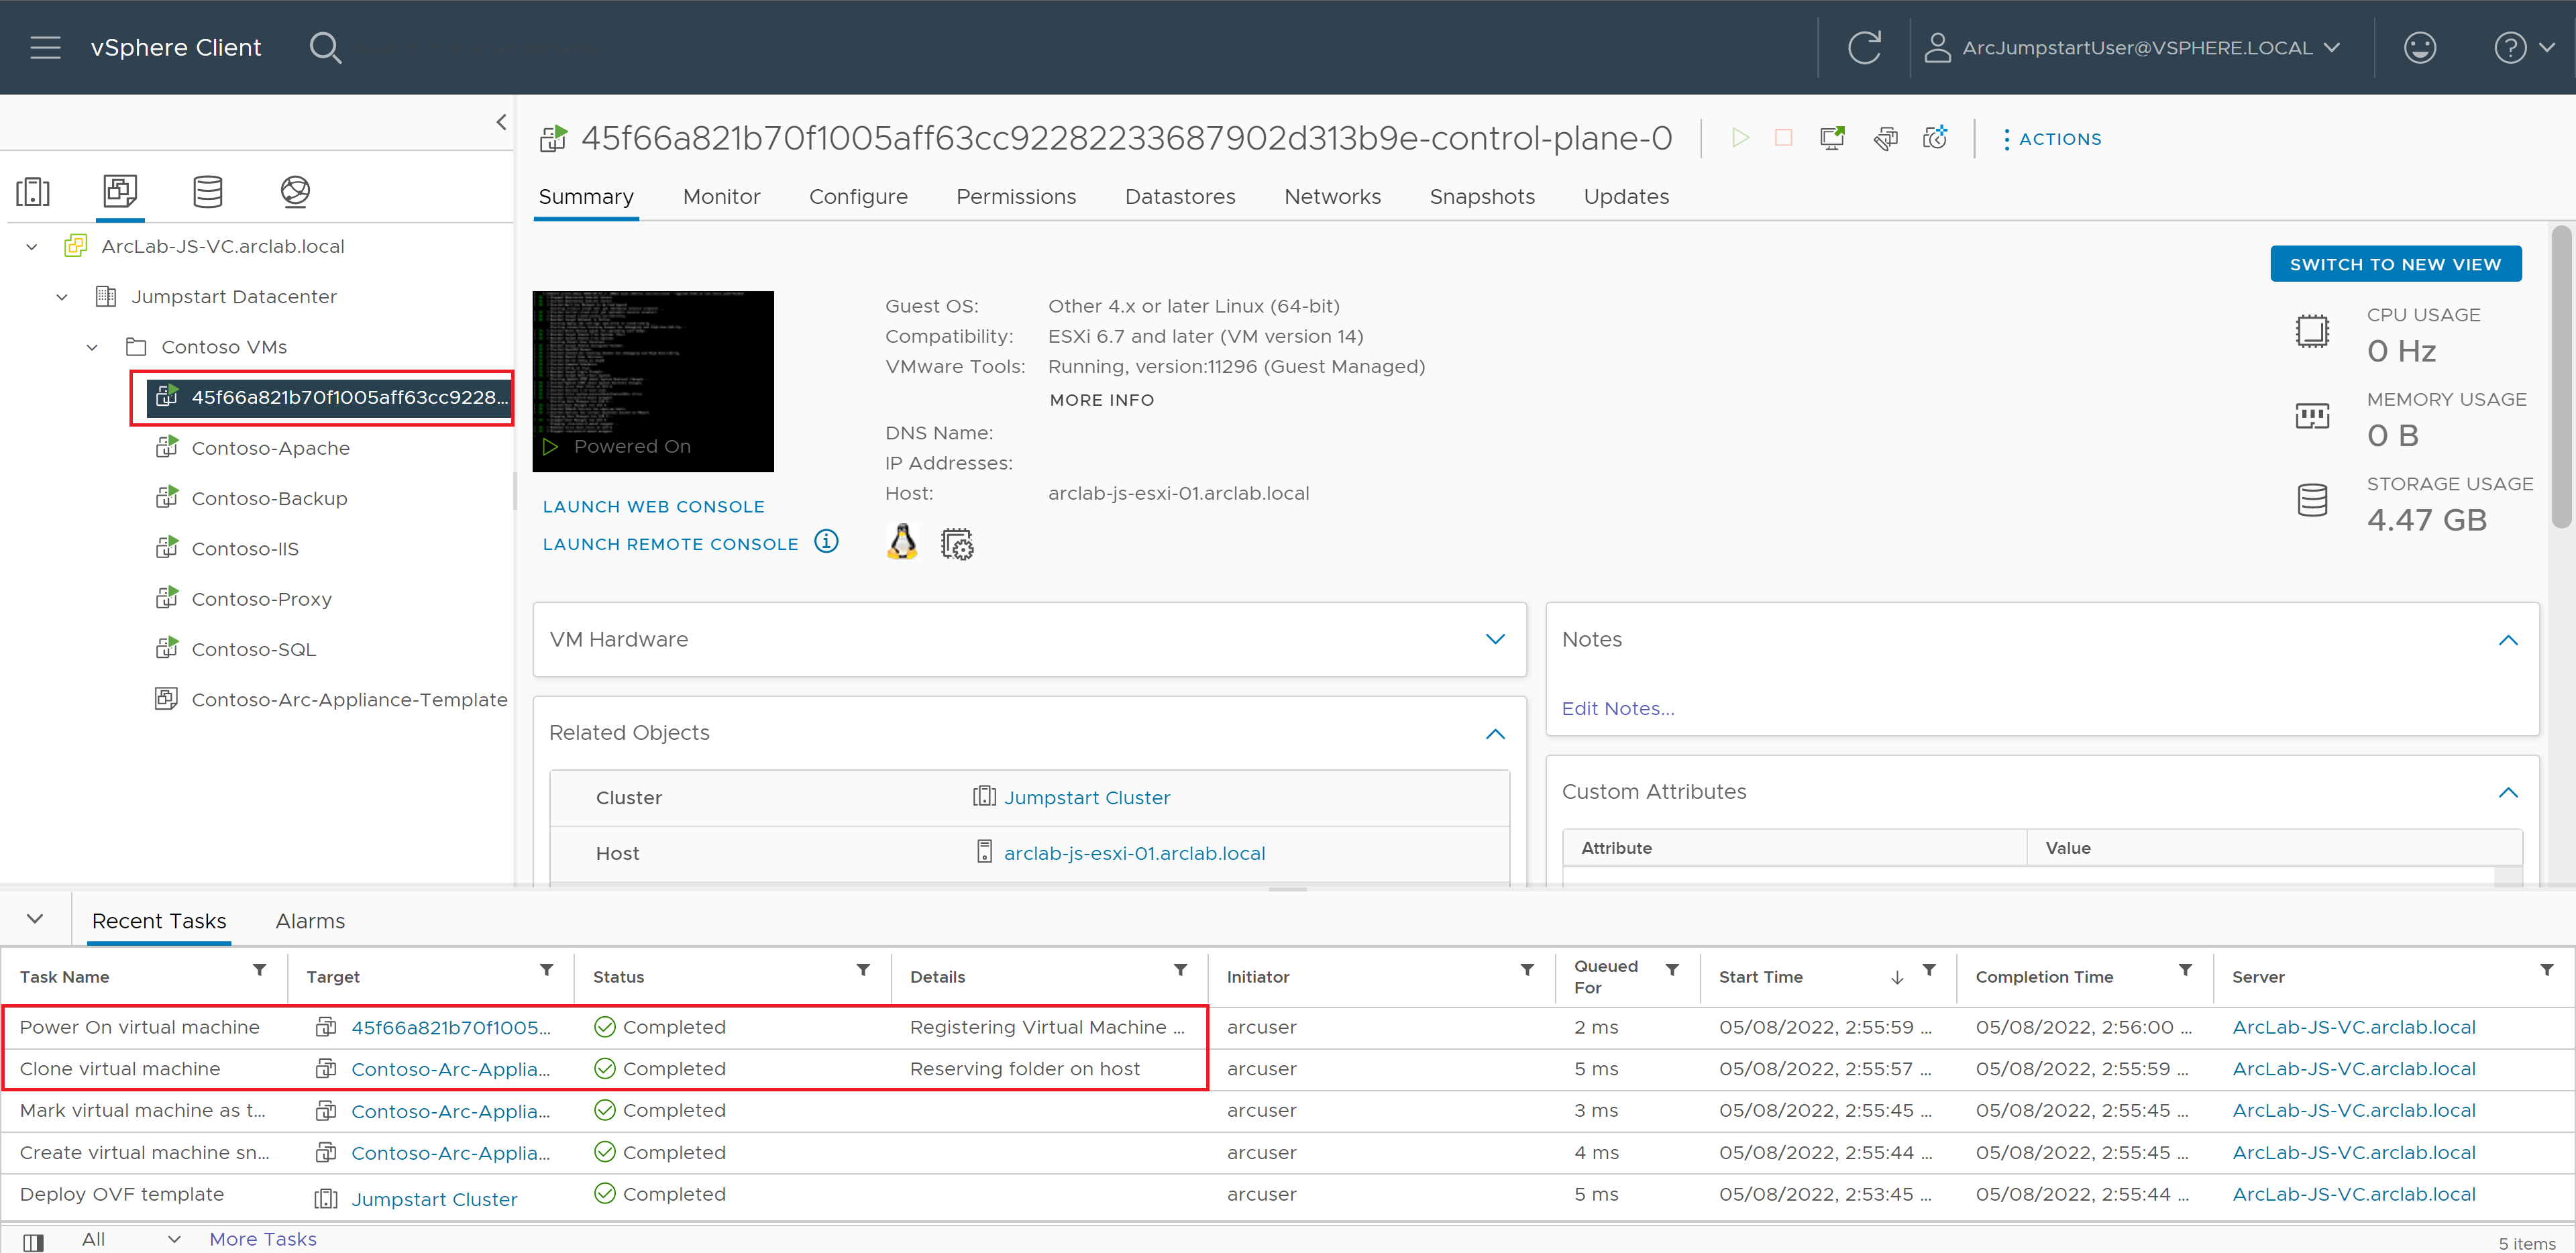 vSphere Client
ArcJumpstartUser@VSPHERE.LOCAL
45f66a821b70f1005aff63cc92282233687902d313b9e-control-plane-0
ACTIONS
Summary Monitor Configure Permissions Datastores Networks Snapshots Updates
ArcLab-JS-VC.arclab.local
Jumpstart Datacenter
Contoso VMs
45f66a821b70f1005aff63cc9228...
Contoso-Apache
Contoso-Backup
Contoso-IIS
Contoso-Proxy
Contoso-SQL
Contoso-Arc-Appliance-Template
SWITCH TO NEW VIEW
Powered On
LAUNCH WEB CONSOLE
LAUNCH REMOTE CONSOLE
Guest OS: Other 4.x or later Linux (64-bit)
Compatibility: ESXi 6.7 and later (VM version 14)
VMware Tools: Running, version:11296 (Guest Managed)
MORE INFO
DNS Name:
IP Addresses:
Host: arclab-js-esxi-01.arclab.local
CPU USAGE
0 Hz
MEMORY USAGE
0 B
STORAGE USAGE
4.47 GB
VM Hardware
Related Objects
Cluster Jumpstart Cluster
Host arclab-js-esxi-01.arclab.local
Notes
Edit Notes...
Custom Attributes
Attribute Value
Recent Tasks Alarms
Task Name Target Status Details Initiator Queued For Start Time Completion Time Server
Power On virtual machine 45f66a821b70f1005... Completed Registering Virtual Machine ... arcuser 2 ms 05/08/2022, 2:55:59 ... 05/08/2022, 2:56:00 ... ArcLab-JS-VC.arclab.local
Clone virtual machine Contoso-Arc-Applia... Completed Reserving folder on host arcuser 5 ms 05/08/2022, 2:55:57 ... 05/08/2022, 2:55:59 ... ArcLab-JS-VC.arclab.local
Mark virtual machine as t... Contoso-Arc-Applia... Completed arcuser 3 ms 05/08/2022, 2:55:45 ... 05/08/2022, 2:55:45 ... ArcLab-JS-VC.arclab.local
Create virtual machine sn... Contoso-Arc-Applia... Completed arcuser 4 ms 05/08/2022, 2:55:44 ... 05/08/2022, 2:55:45 ... ArcLab-JS-VC.arclab.local
Deploy OVF template Jumpstart Cluster Completed arcuser 5 ms 05/08/2022, 2:53:45 ... 05/08/2022, 2:55:44 ... ArcLab-JS-VC.arclab.local
All More Tasks
5 items